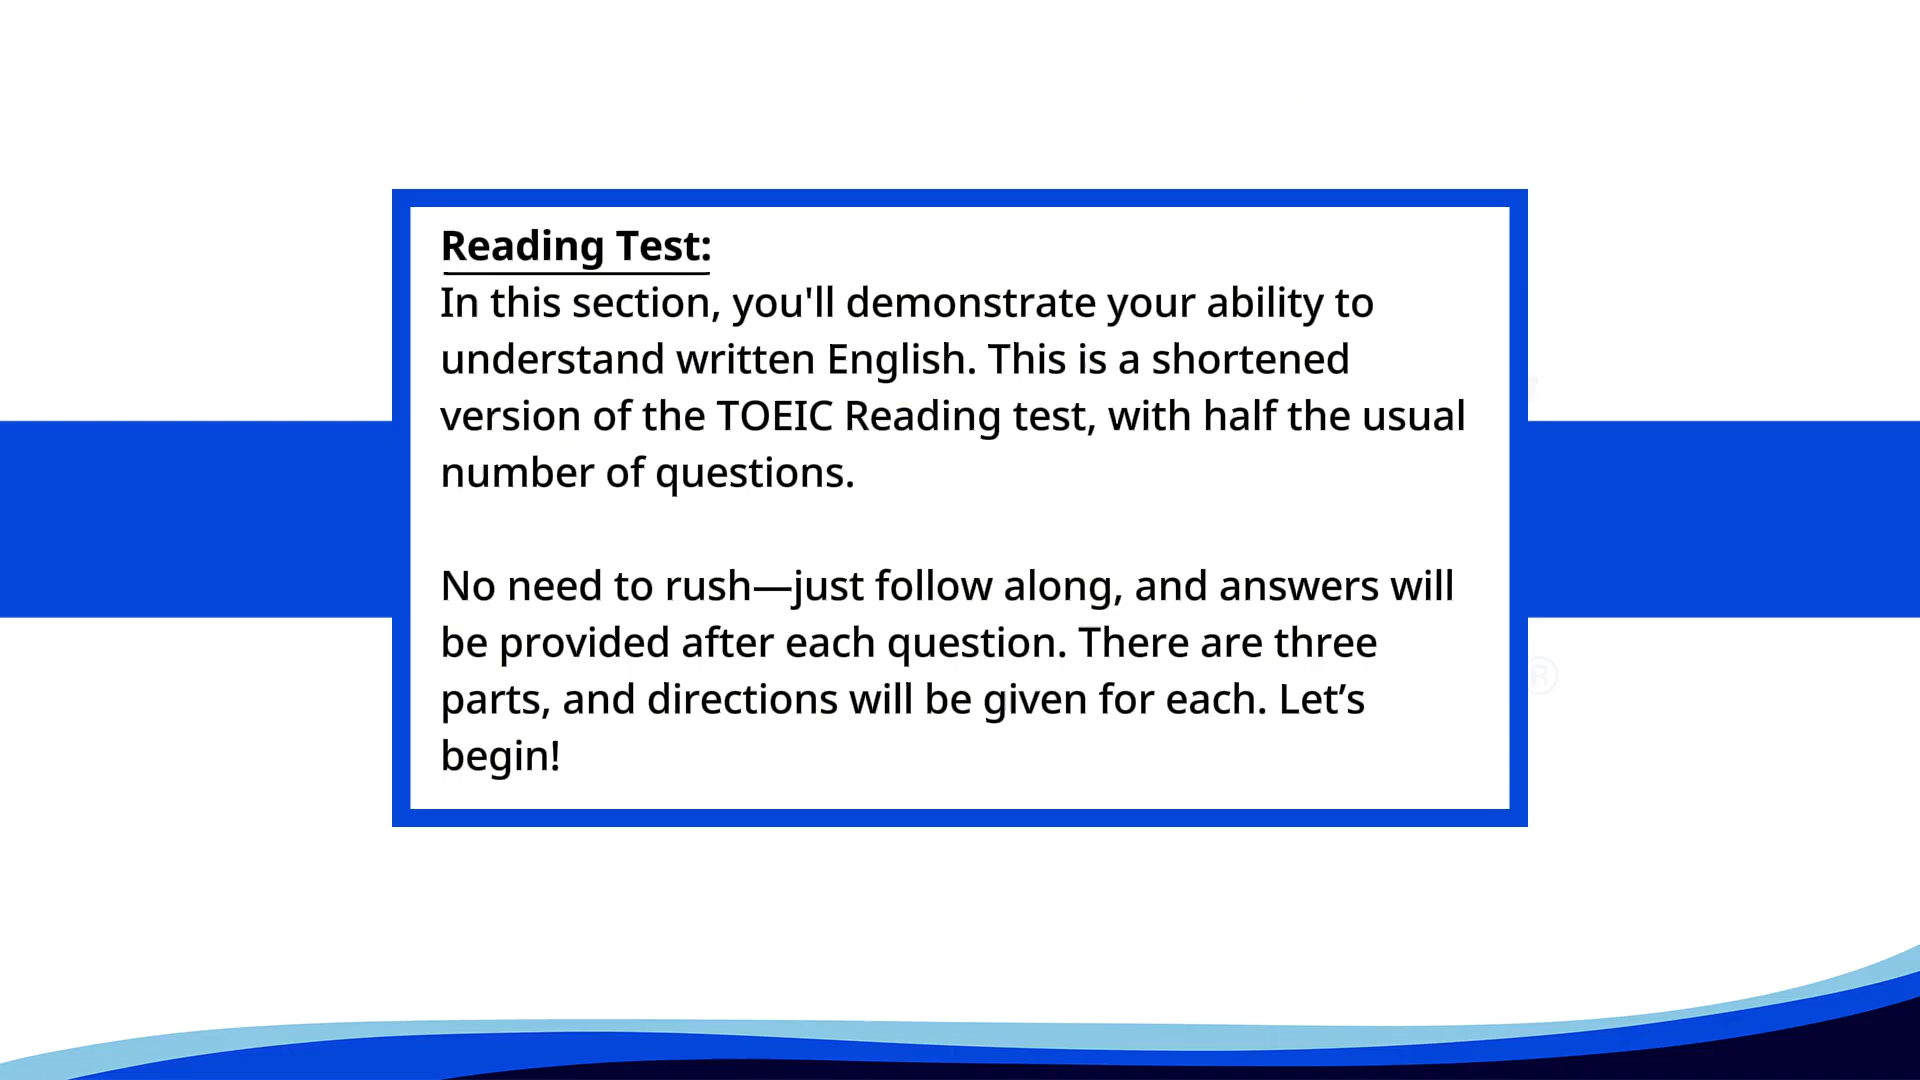 Reading Test:
In this section, you'll demonstrate your ability to
understand written English. This is a shortened
version of the TOEIC Reading test, with half the usual
number of questions.
No need to rush—just follow along, and answers will
be provided after each question. There are three
parts, and directions will be given for each. Let’s
begin!
®